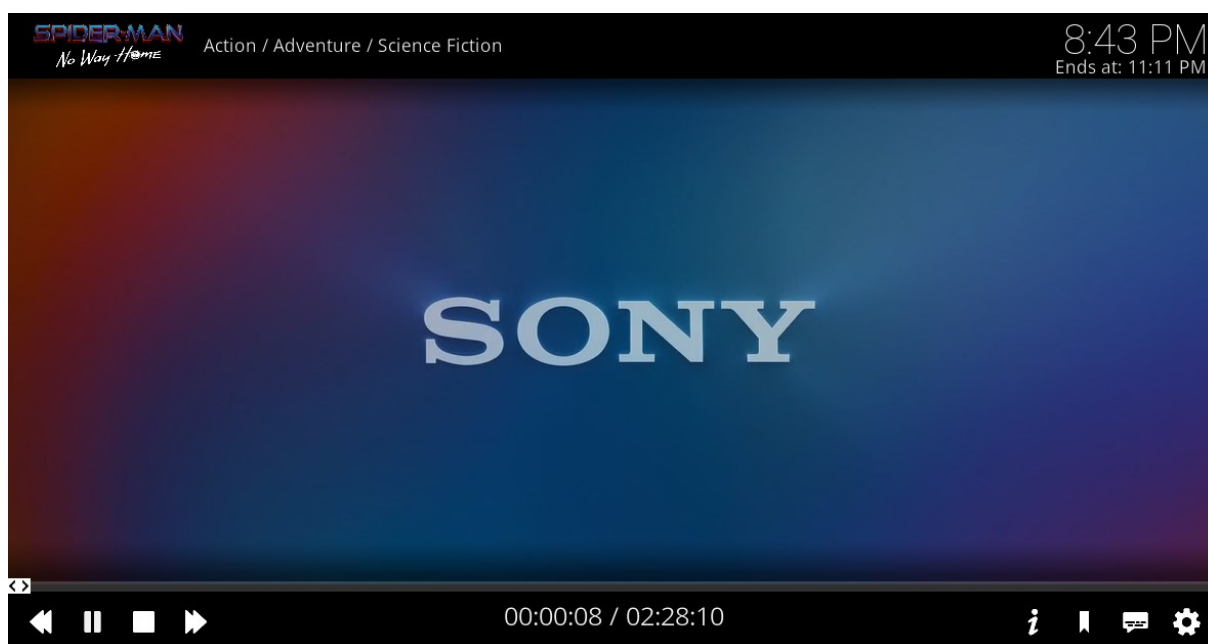 SPIDER-MAN
No Way Home
Action / Adventure / Science Fiction
8:43 PM
Ends at: 11:11 PM
SONY
00:00:08 / 02:28:10